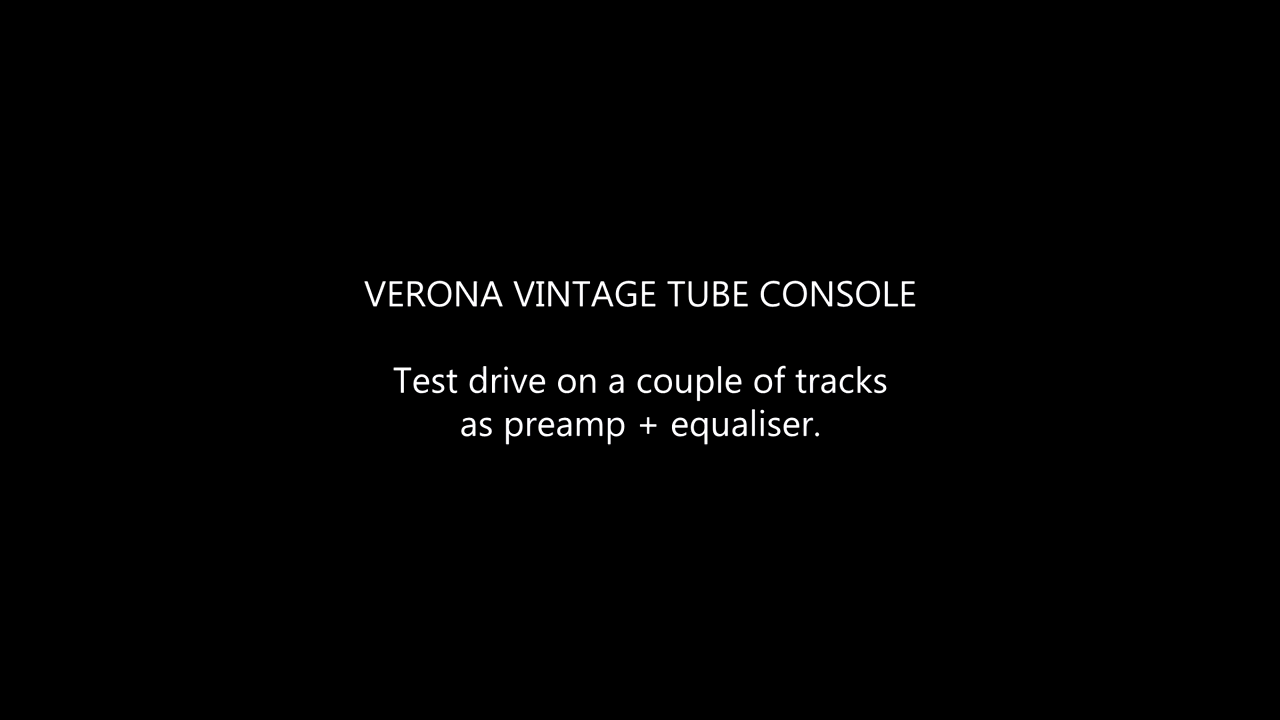 VERONA VINTAGE TUBE CONSOLE
Test drive on a couple of tracks
as preamp + equaliser.